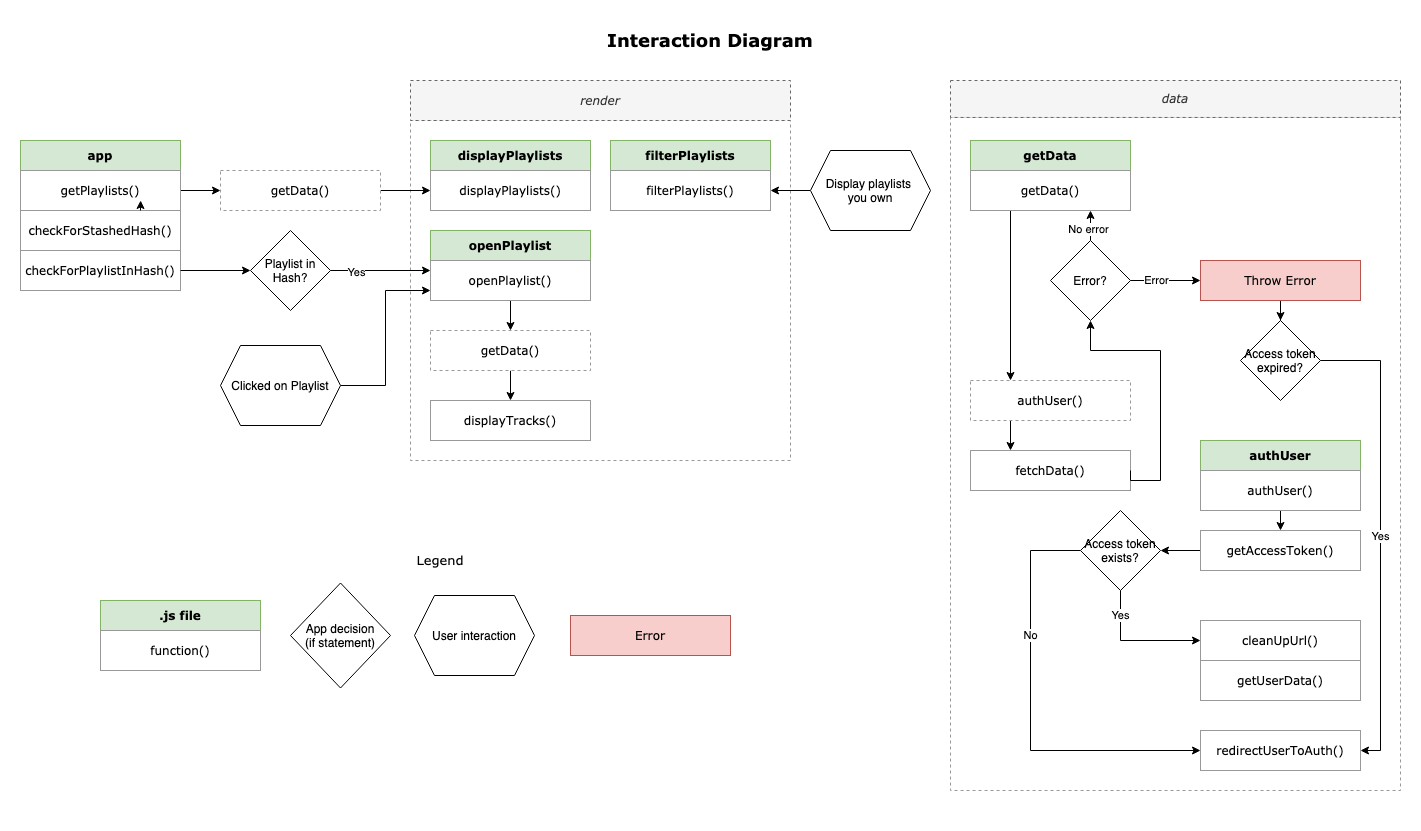 Interaction Diagram
render
data
app
getPlaylists()
checkForStashedHash()
checkForPlaylistInHash()
getData()
Playlist in
Hash?
Yes
Clicked on Playlist
displayPlaylists
displayPlaylists()
filterPlaylists
filterPlaylists()
Display playlists
you own
openPlaylist
openPlaylist()
getData()
displayTracks()
getData
getData()
No error
Error?
Error
Throw Error
Access token
expired?
Yes
authUser()
fetchData()
authUser
authUser()
getAccessToken()
Access token
exists?
Yes
No
cleanUpUrl()
getUserData()
redirectUserToAuth()
Legend
.js file
function()
App decision
(if statement)
User interaction
Error